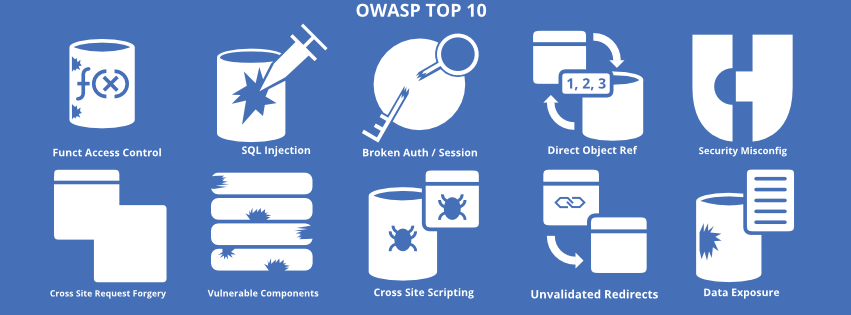 OWASP TOP 10
f(x)
1, 2, 3
Funct Access Control
SQL Injection
Broken Auth / Session
Direct Object Ref
Security Misconfig
Cross Site Request Forgery
Vulnerable Components
Cross Site Scripting
Unvalidated Redirects
Data Exposure